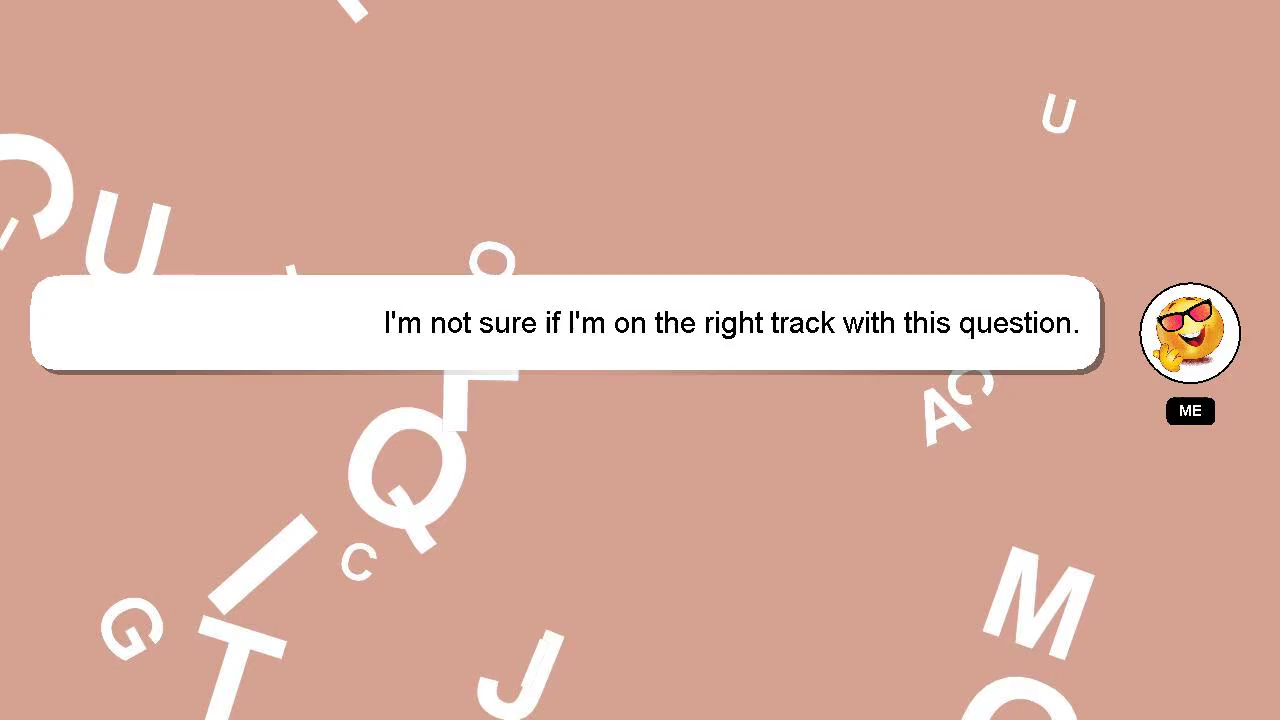 U
C
U
O
I'm not sure if I'm on the right track with this question.
ME
C
A
Q
C
I
G
T
J
M